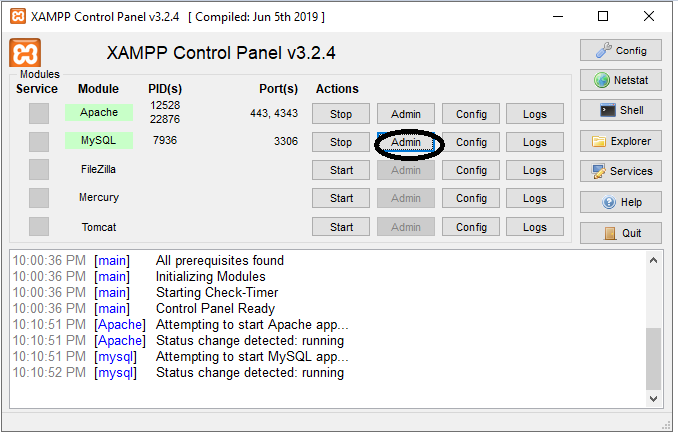 XAMPP Control Panel v3.2.4 [ Compiled: Jun 5th 2019 ]
XAMPP Control Panel v3.2.4
Config
Modules
Service Module PID(s) Port(s) Actions
Netstat
Apache 12528 22876 443, 4343 Stop Admin Config Logs
Shell
MySQL 7936 3306 Stop Admin Config Logs
Explorer
FileZilla Start Admin Config Logs
Services
Mercury Start Admin Config Logs
Help
Tomcat Start Admin Config Logs
Quit
10:00:36 PM [main] All prerequisites found
10:00:36 PM [main] Initializing Modules
10:00:36 PM [main] Starting Check-Timer
10:00:36 PM [main] Control Panel Ready
10:10:51 PM [Apache] Attempting to start Apache app...
10:10:51 PM [Apache] Status change detected: running
10:10:51 PM [mysql] Attempting to start MySQL app...
10:10:52 PM [mysql] Status change detected: running